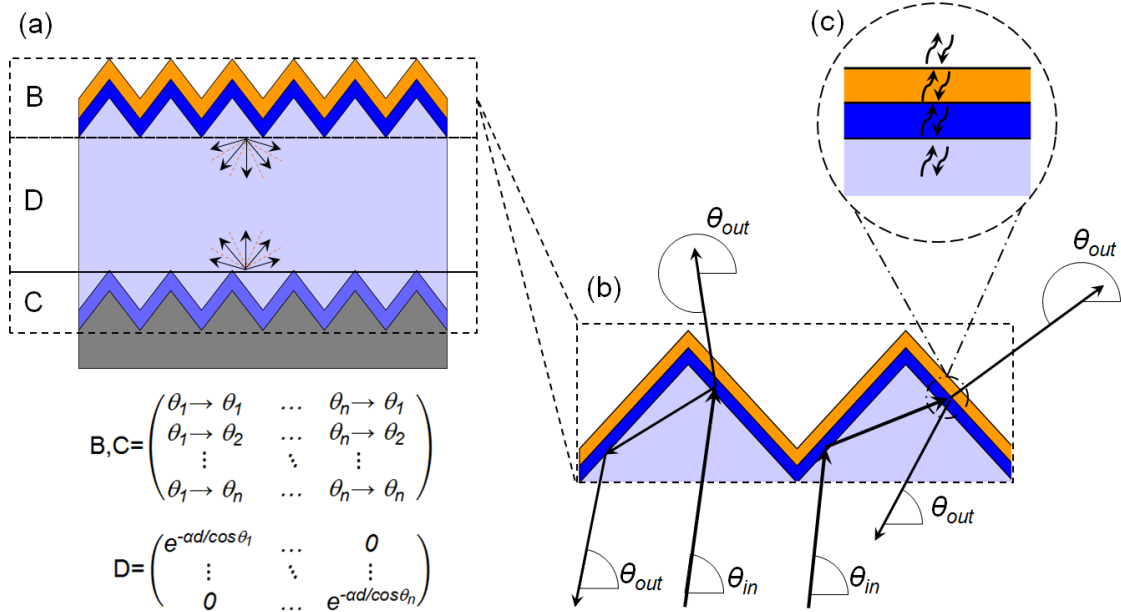 (a)
B
D
C
(c)
(b)
θout
θout
θout
θout
θin
θin
B,C=
θ1→ θ1 … θn→ θ1
θ1→ θ2 … θn→ θ2
⋮ ⋱ ⋮
θ1→ θn … θn→ θn
D=
e-αd/cosθ1 … 0
⋮ ⋱ ⋮
0 … e-αd/cosθn